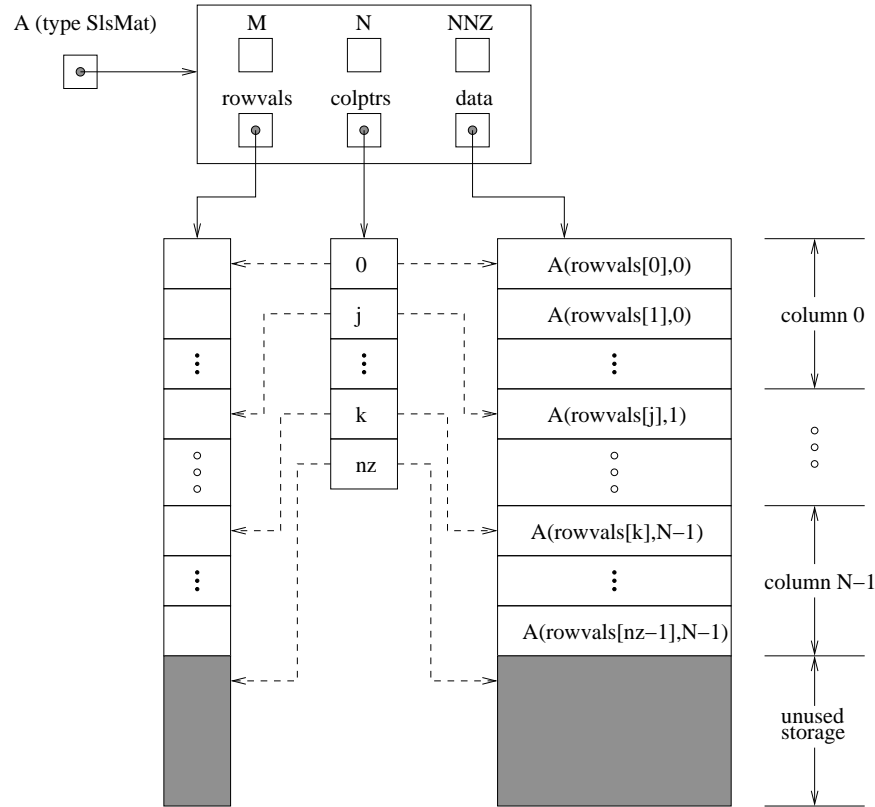 A (type SlsMat)
M N NNZ
rowvals colptrs data
0 A(rowvals[0],0)
j A(rowvals[1],0)
column 0
k A(rowvals[j],1)
nz
A(rowvals[k],N−1)
column N−1
A(rowvals[nz−1],N−1)
unused
storage